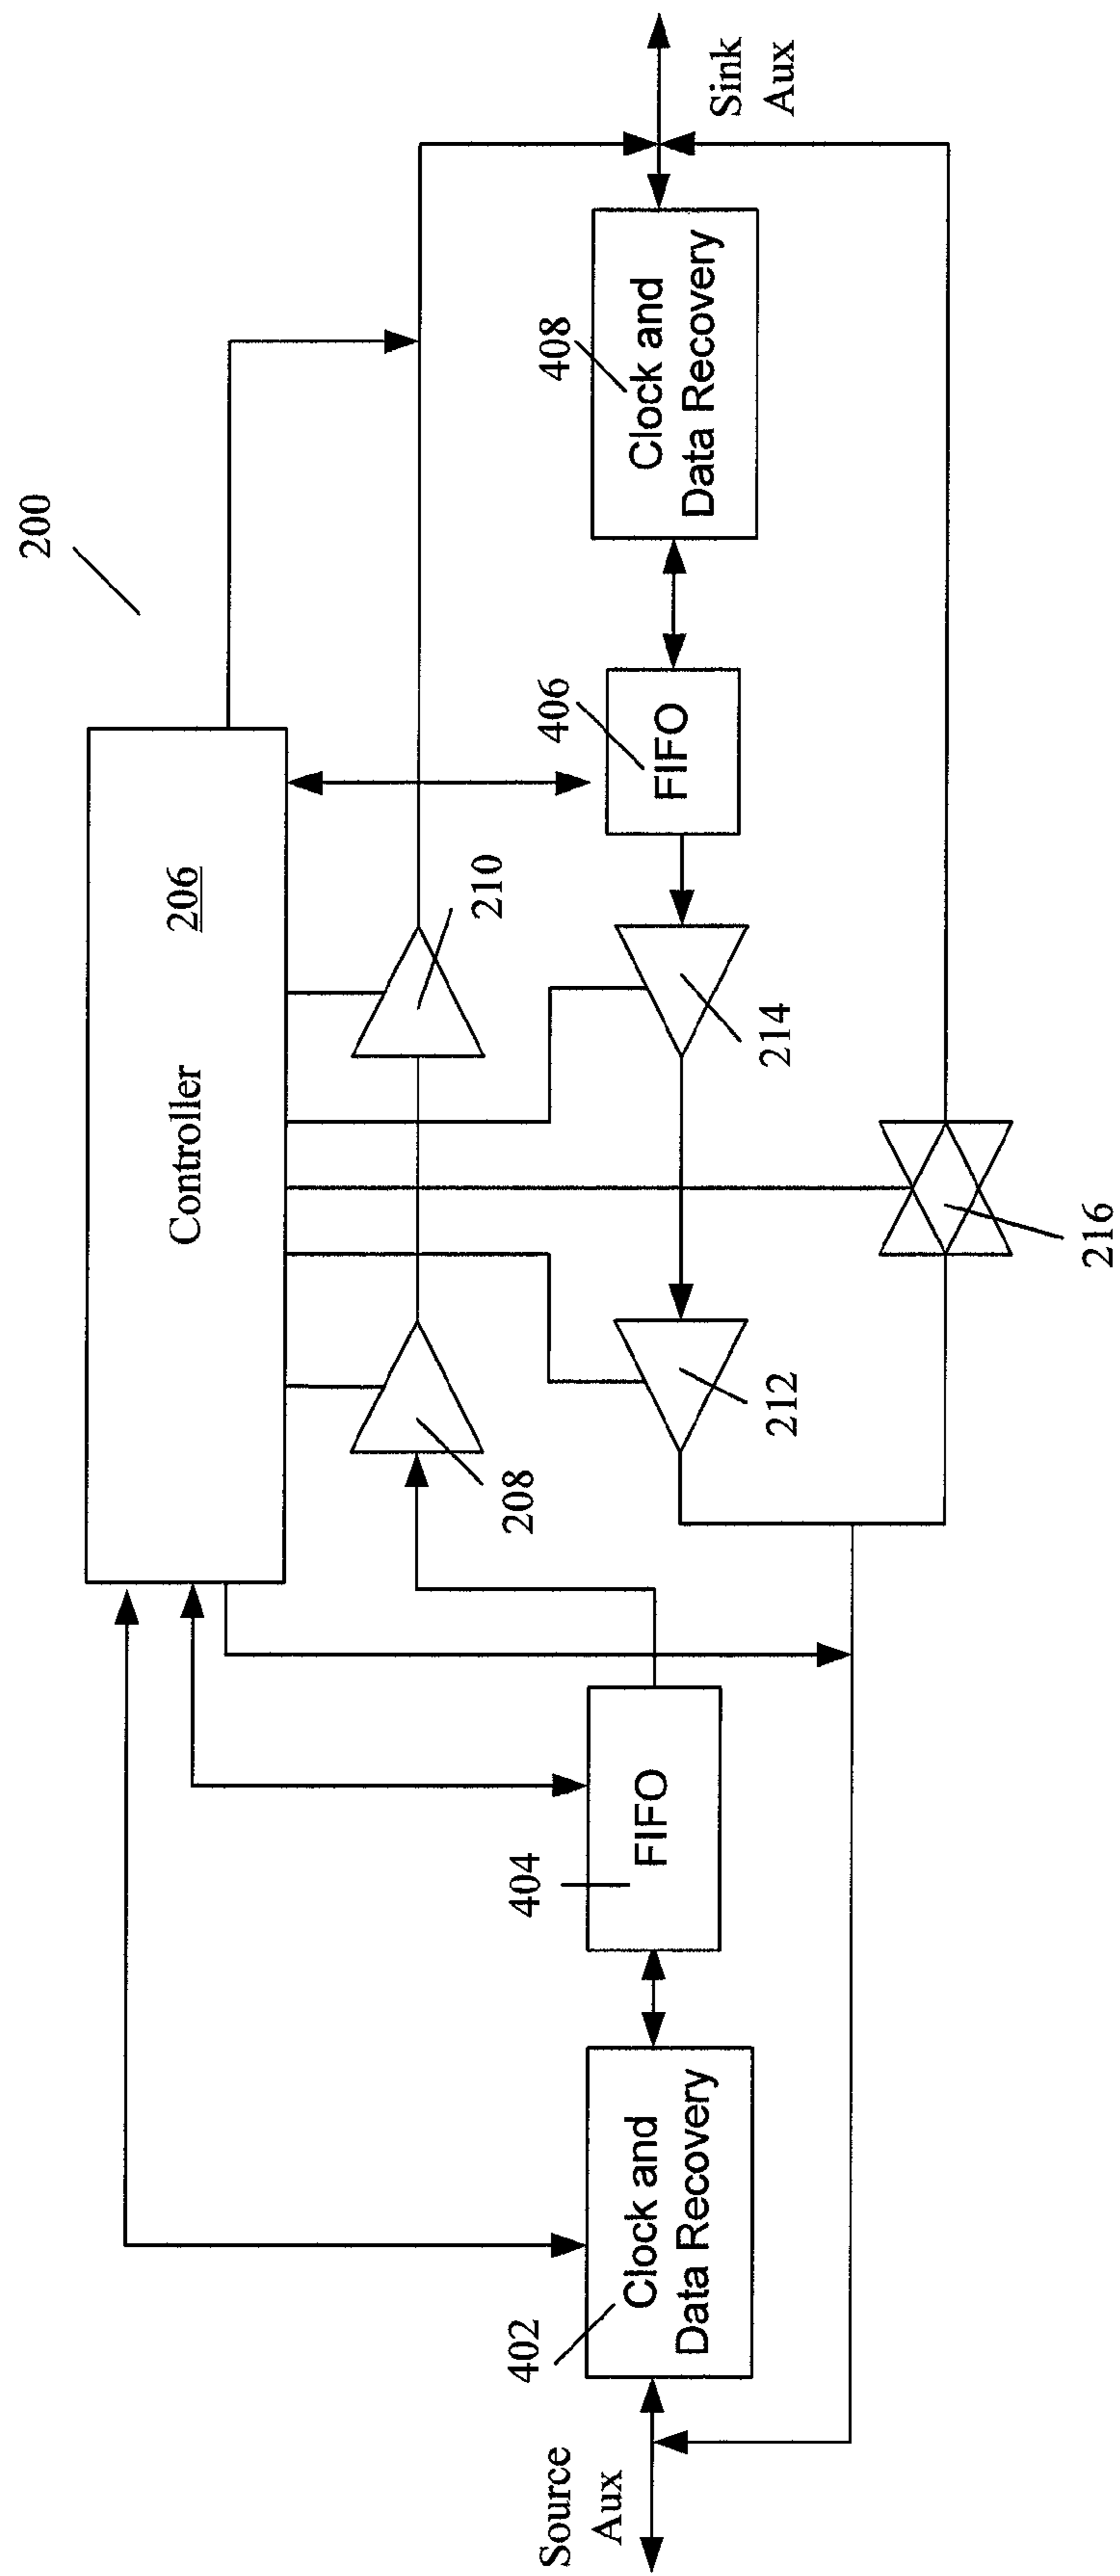 200
Controller
206
210
208
214
212
216
406
FIFO
408
Clock and
Data Recovery
Sink
Aux
404
FIFO
402
Clock and
Data Recovery
Source
Aux